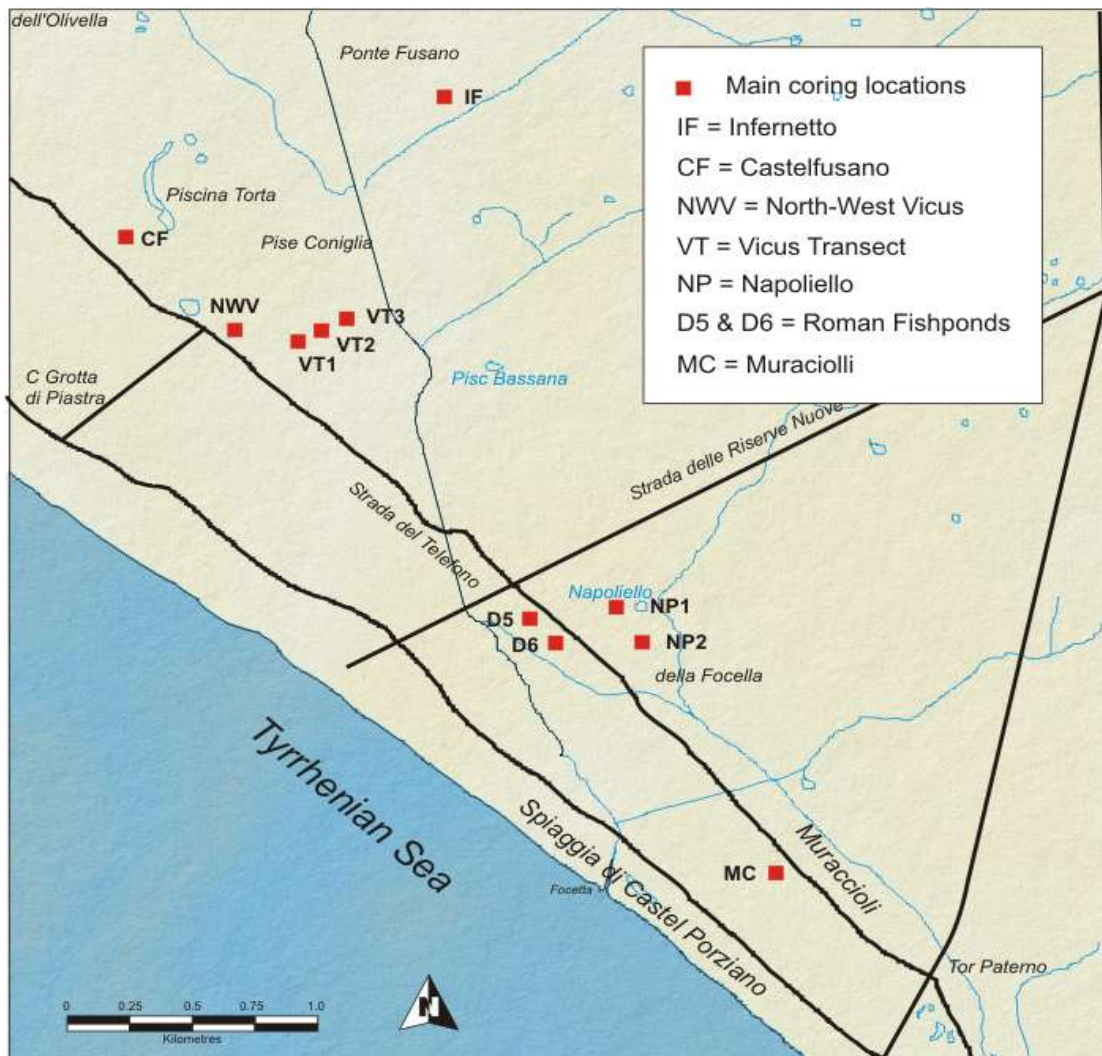 dell'Olivella
Ponte Fusano
IF
Piscina Torta
CF
Pise Coniglia
NWV
VT3
VT2
VT1
C Grotta
di Piastra
Pisc Bassana
Main coring locations
IF = Infernetto
CF = Castelfusano
NWV = North-West Vicus
VT = Vicus Transect
NP = Napoliello
D5 & D6 = Roman Fishponds
MC = Muraciolli
Strada delle Riserve Nuove
Strada del Telefono
Napoliello
NP1
D5
D6
NP2
della Focella
Tyrrhenian Sea
Spiaggia di Castel Porziano
Muraccioli
MC
Focetta
Tor Paterno
N
0 0.25 0.5 0.75 1.0
Kilometres